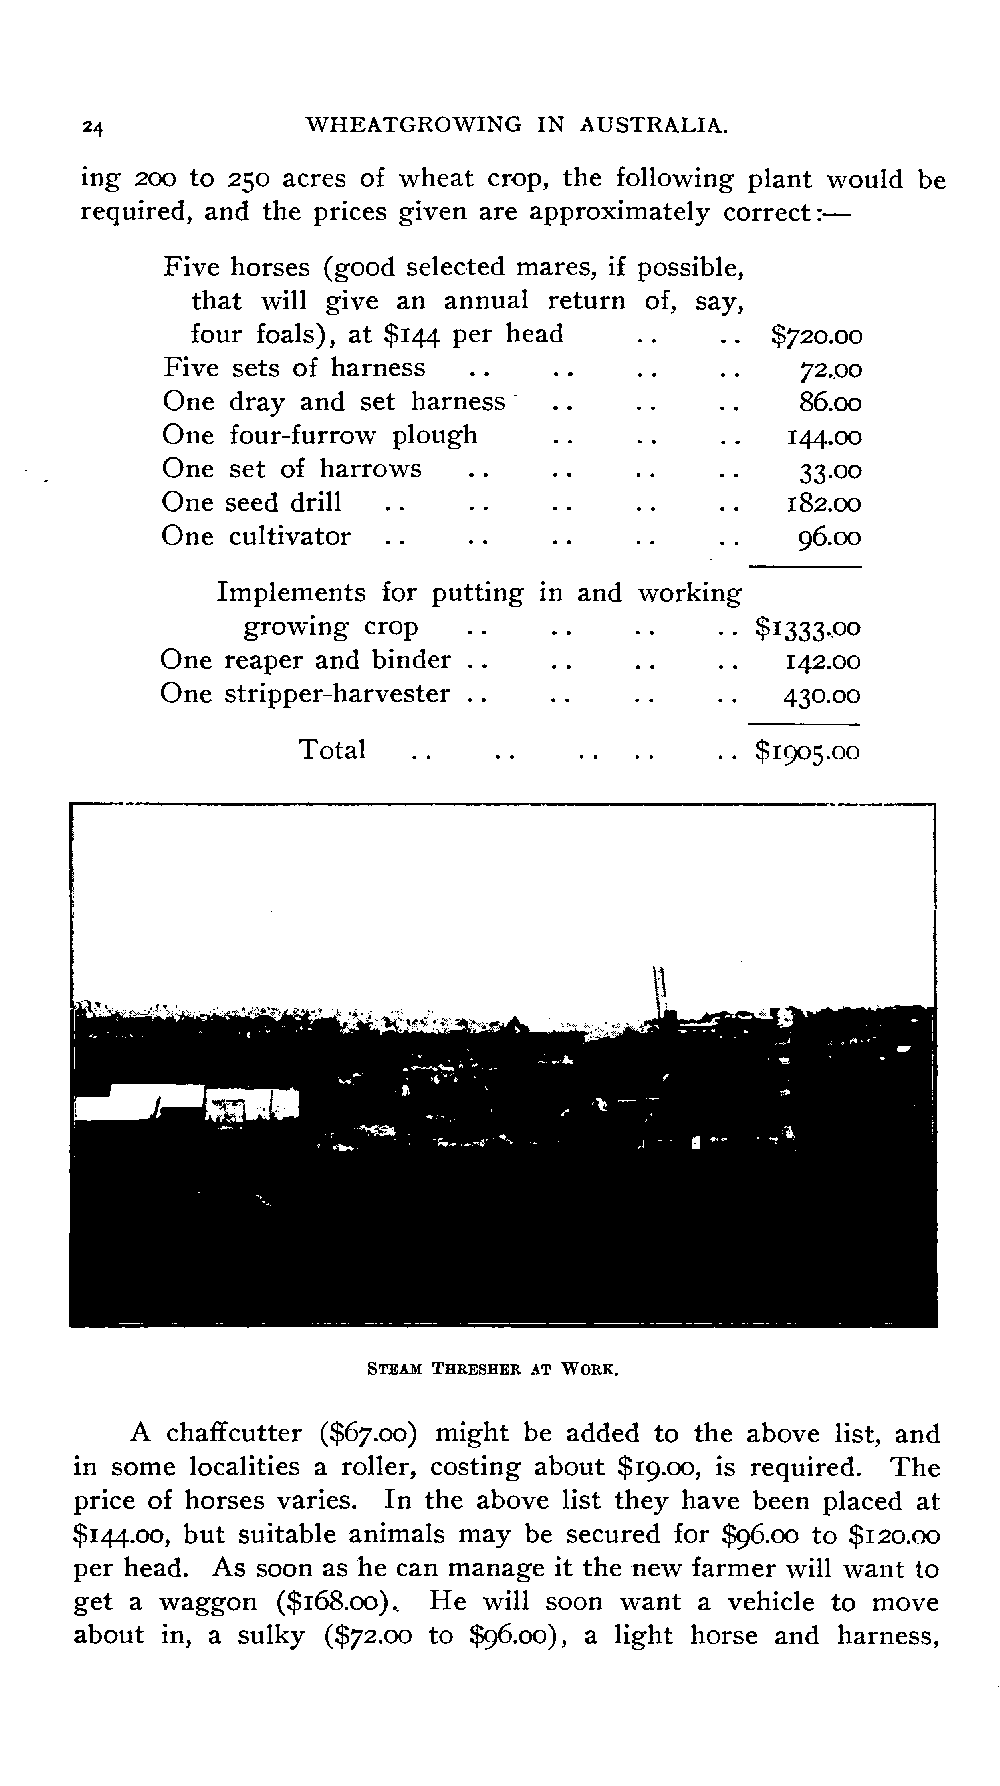 24 WHEATGROWING IN AUSTRALIA.
ing 200 to 250 acres of wheat crop, the following plant would be
required, and the prices given are approximately correct:—
Five horses (good selected mares, if possible,
that will give an annual return of, say,
four foals), at $144 per head .. .. $720.00
Five sets of harness .. .. .. .. 72.00
One dray and set harness .. .. .. 86.00
One four-furrow plough .. .. .. 144.00
One set of harrows .. .. .. .. 33.00
One seed drill .. .. .. .. .. 182.00
One cultivator .. .. .. .. .. 96.00
Implements for putting in and working
growing crop .. .. .. .. $1333.00
One reaper and binder .. .. .. .. 142.00
One stripper-harvester .. .. .. .. 430.00
Total .. .. .. .. .. $1905.00
STEAM THRESHER AT WORK.
A chaffcutter ($67.00) might be added to the above list, and
in some localities a roller, costing about $19.00, is required. The
price of horses varies. In the above list they have been placed at
$144.00, but suitable animals may be secured for $96.00 to $120.00
per head. As soon as he can manage it the new farmer will want to
get a waggon ($168.00). He will soon want a vehicle to move
about in, a sulky ($72.00 to $96.00), a light horse and harness,